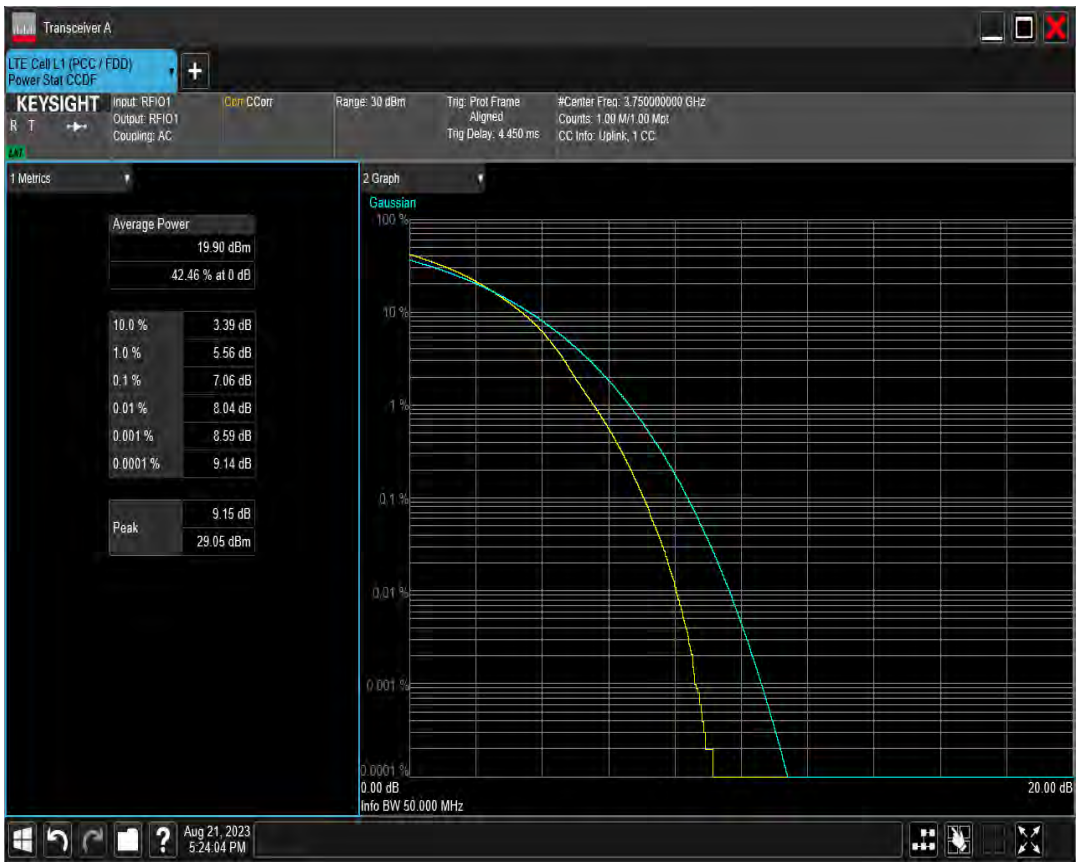 Transceiver A
LTE Call L1 (PCC / FDD)
Power Stat CCDF
+
KEYSIGHT
R T
LXI
Input: RFIO1
Output: RFIO1
Coupling: AC
Corr CCorr
Range: 30 dBm
Trig: Prot Frame
Aligned
Trig Delay: 4.450 ms
#Center Freq: 3.750000000 GHz
Counts: 1.00 M/1.00 Mpt
CC Info: Uplink, 1 CC
1 Metrics
Average Power
19.90 dBm
42.46 % at 0 dB
10.0 % 3.39 dB
1.0 % 5.56 dB
0.1 % 7.06 dB
0.01 % 8.04 dB
0.001 % 8.59 dB
0.0001 % 9.14 dB
Peak
9.15 dB
29.05 dBm
2 Graph
Gaussian
100 %
10 %
1 %
0.1 %
0.01 %
0.001 %
0.0001 %
0.00 dB 20.00 dB
Info BW 50.000 MHz
?
Aug 21, 2023
5:24:04 PM